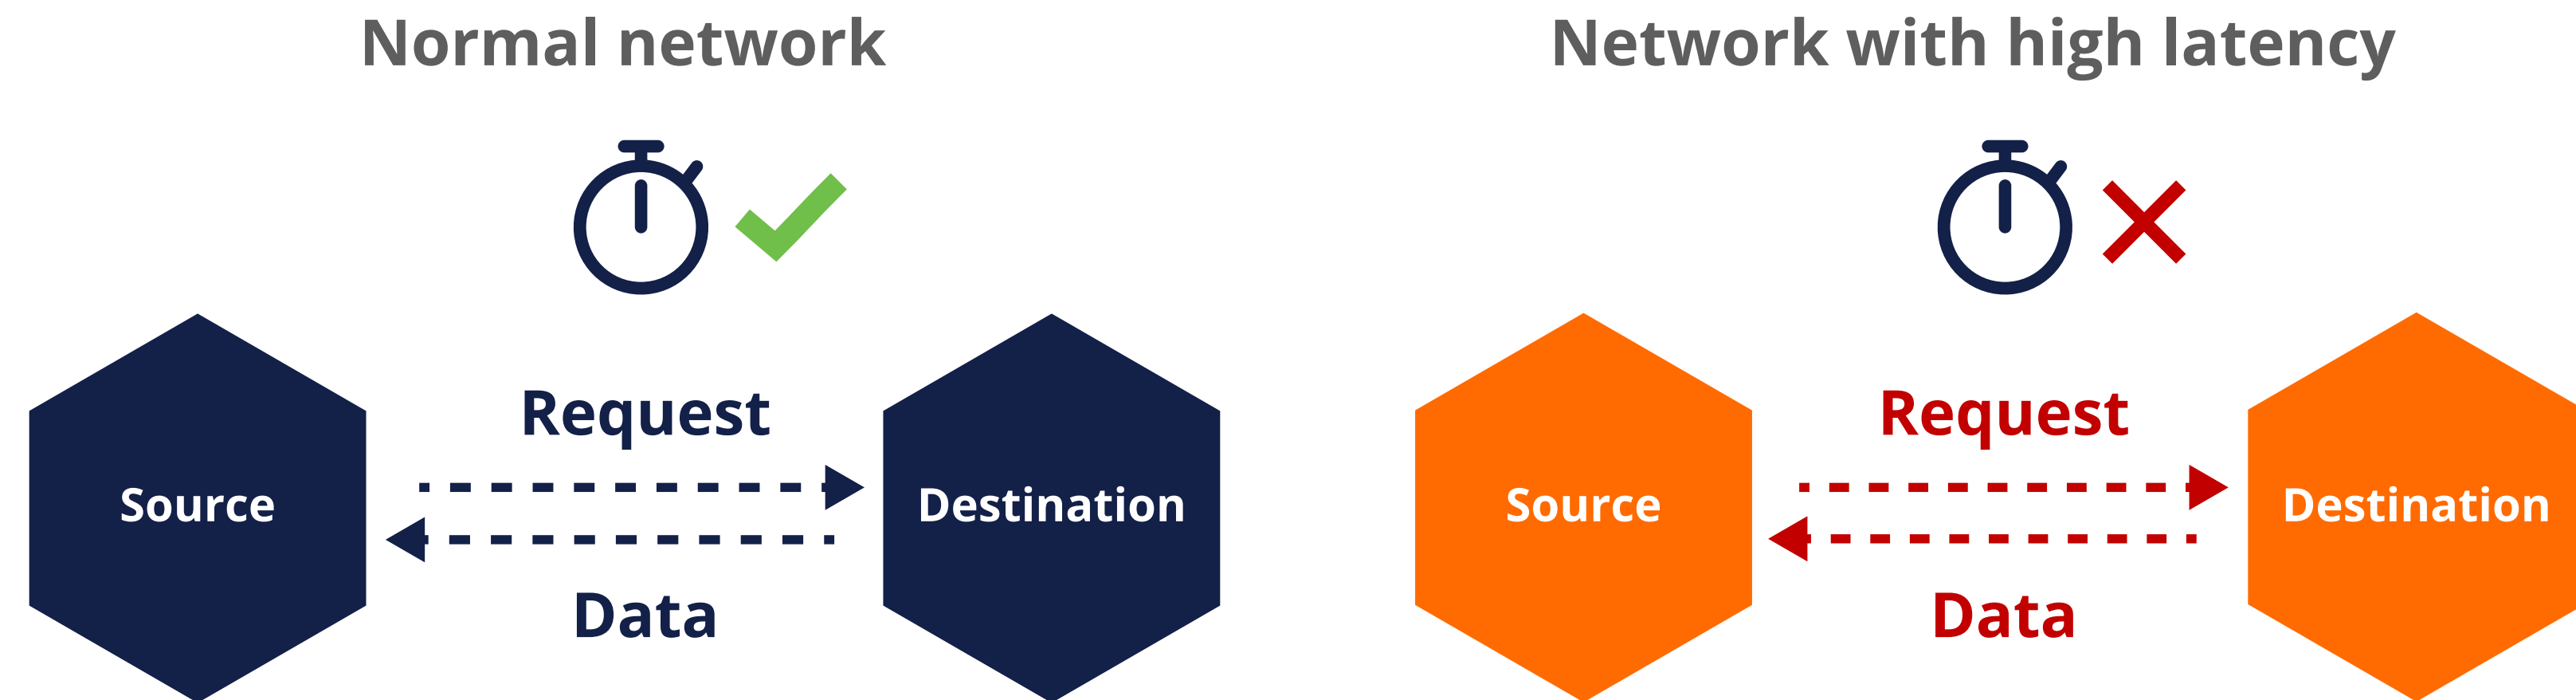 Normal network
Request
Source
Destination
Data
Network with high latency
Request
Source
Destination
Data